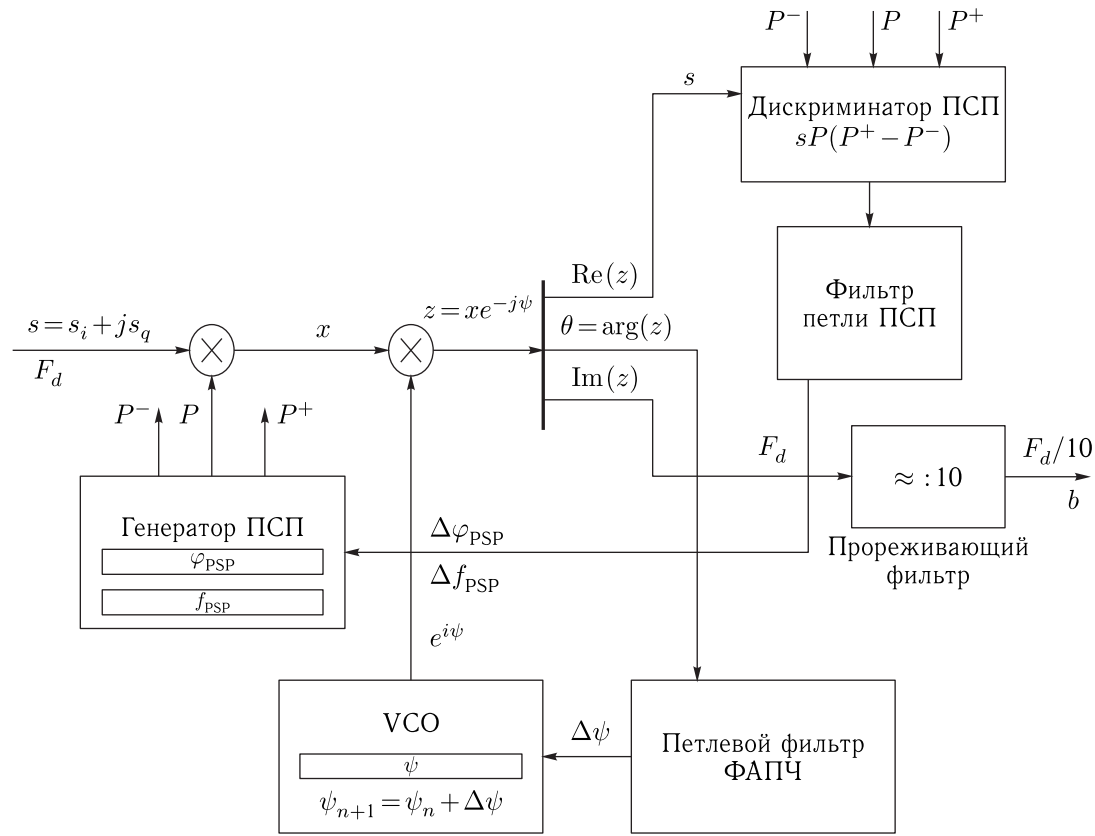 P⁻ P P⁺
s
Дискриминатор ПСП
sP(P⁺ − P⁻)
Re(z)
Фильтр
петли ПСП
s = sᵢ + js_q
F_d
x
z = xe^{−jψ}
θ = arg(z)
Im(z)
P⁻ P P⁺
F_d
≈ :10
F_d/10
b
Прореживающий
фильтр
Генератор ПСП
φ_PSP
f_PSP
Δφ_PSP
Δf_PSP
e^{iψ}
VCO
ψ
ψ_{n+1} = ψ_n + Δψ
Δψ
Петлевой фильтр
ФАПЧ